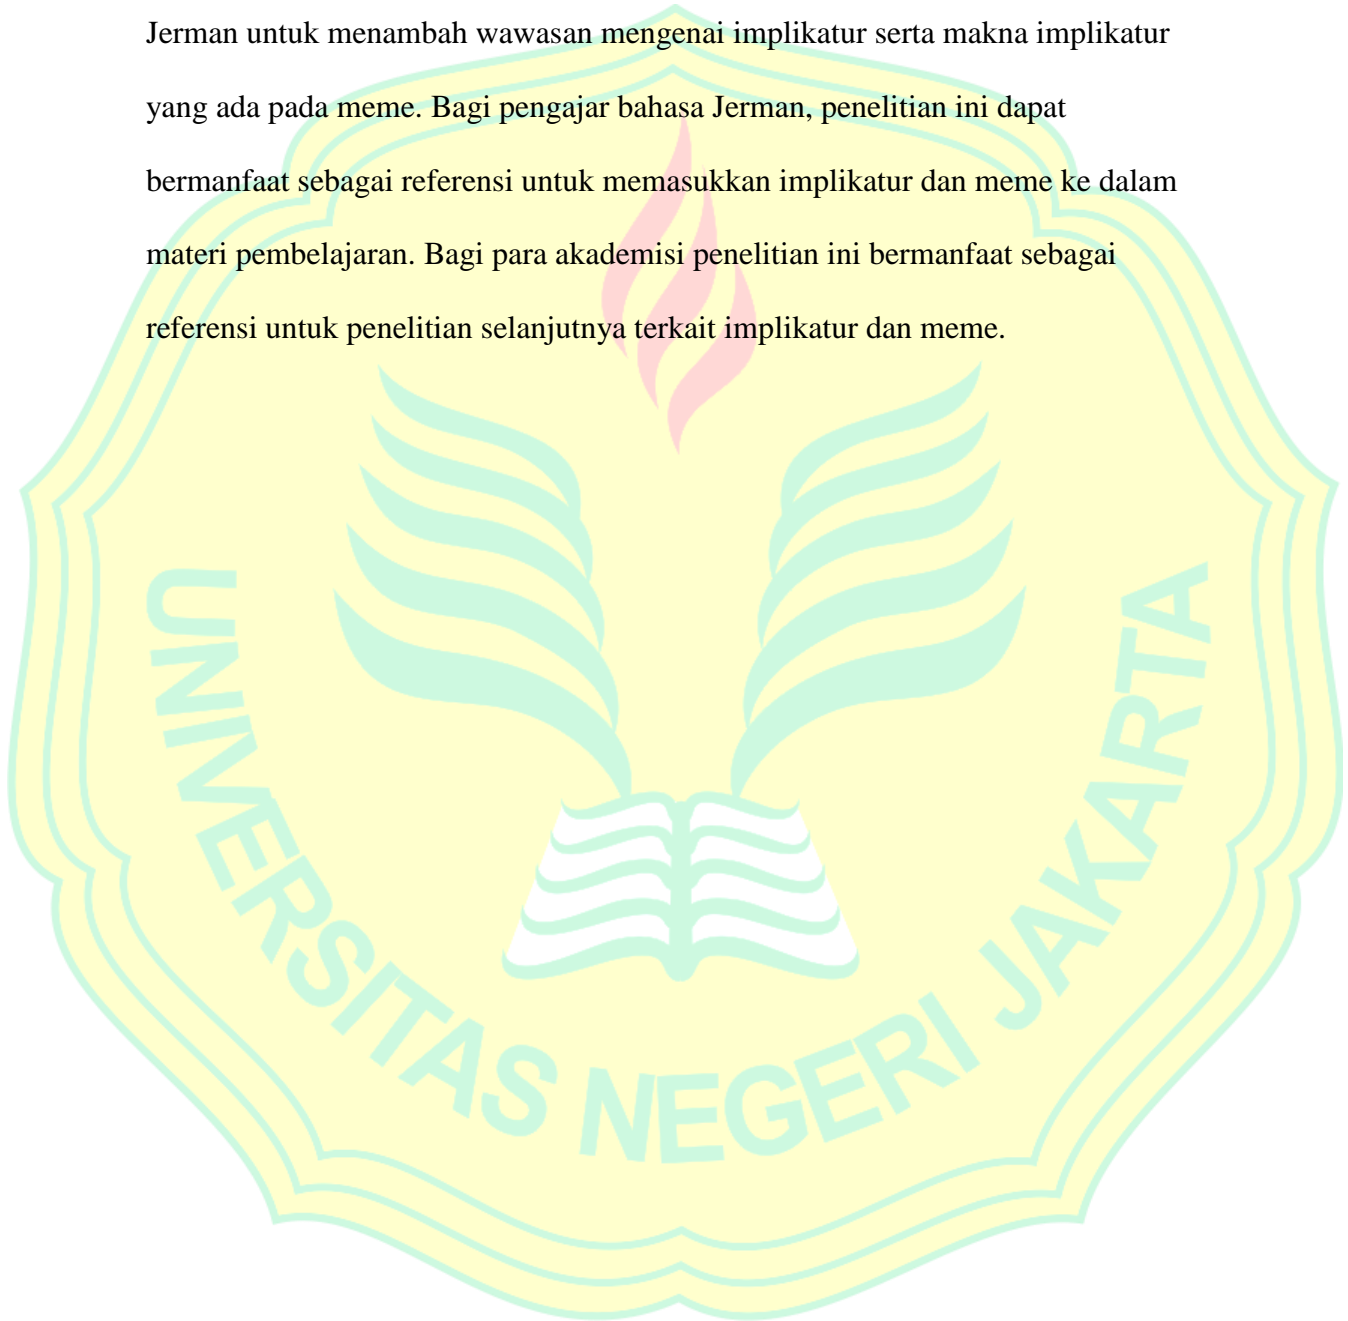 Jerman untuk menambah wawasan mengenai implikatur serta makna implikatur
yang ada pada meme. Bagi pengajar bahasa Jerman, penelitian ini dapat
bermanfaat sebagai referensi untuk memasukkan implikatur dan meme ke dalam
materi pembelajaran. Bagi para akademisi penelitian ini bermanfaat sebagai
referensi untuk penelitian selanjutnya terkait implikatur dan meme.
UNIVERSITAS NEGERI JAKARTA